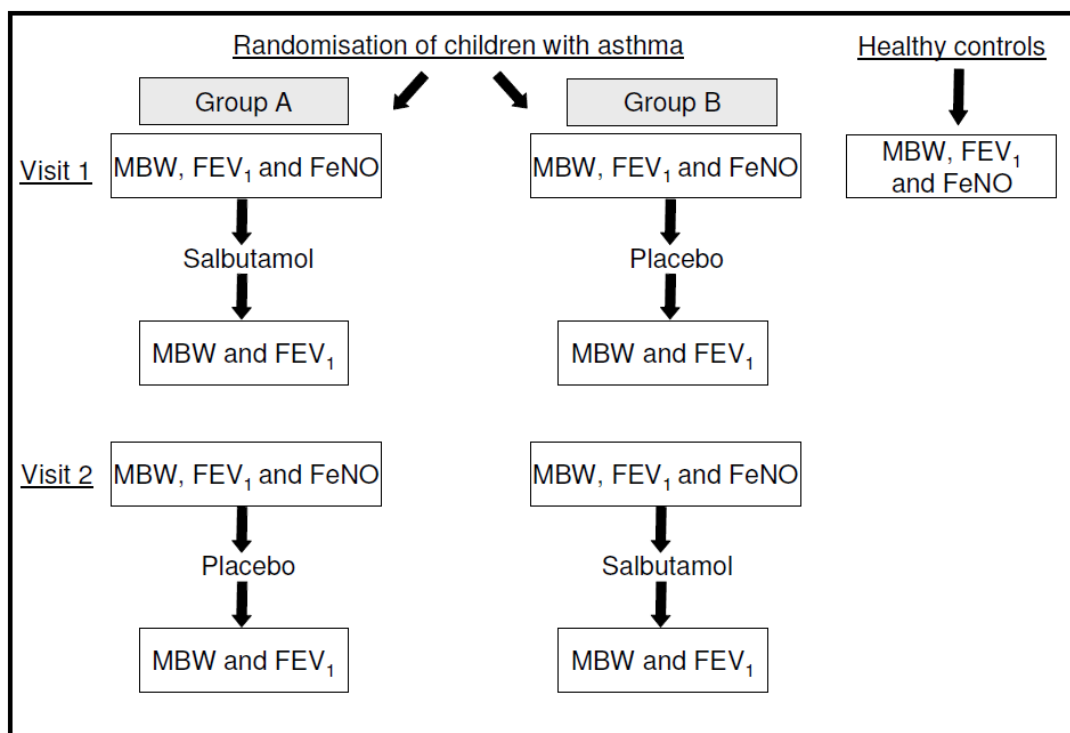 Randomisation of children with asthma
Healthy controls
Group A
Group B
Visit 1
MBW, FEV₁ and FeNO
MBW, FEV₁ and FeNO
MBW, FEV₁
and FeNO
Salbutamol
Placebo
MBW and FEV₁
MBW and FEV₁
Visit 2
MBW, FEV₁ and FeNO
MBW, FEV₁ and FeNO
Placebo
Salbutamol
MBW and FEV₁
MBW and FEV₁